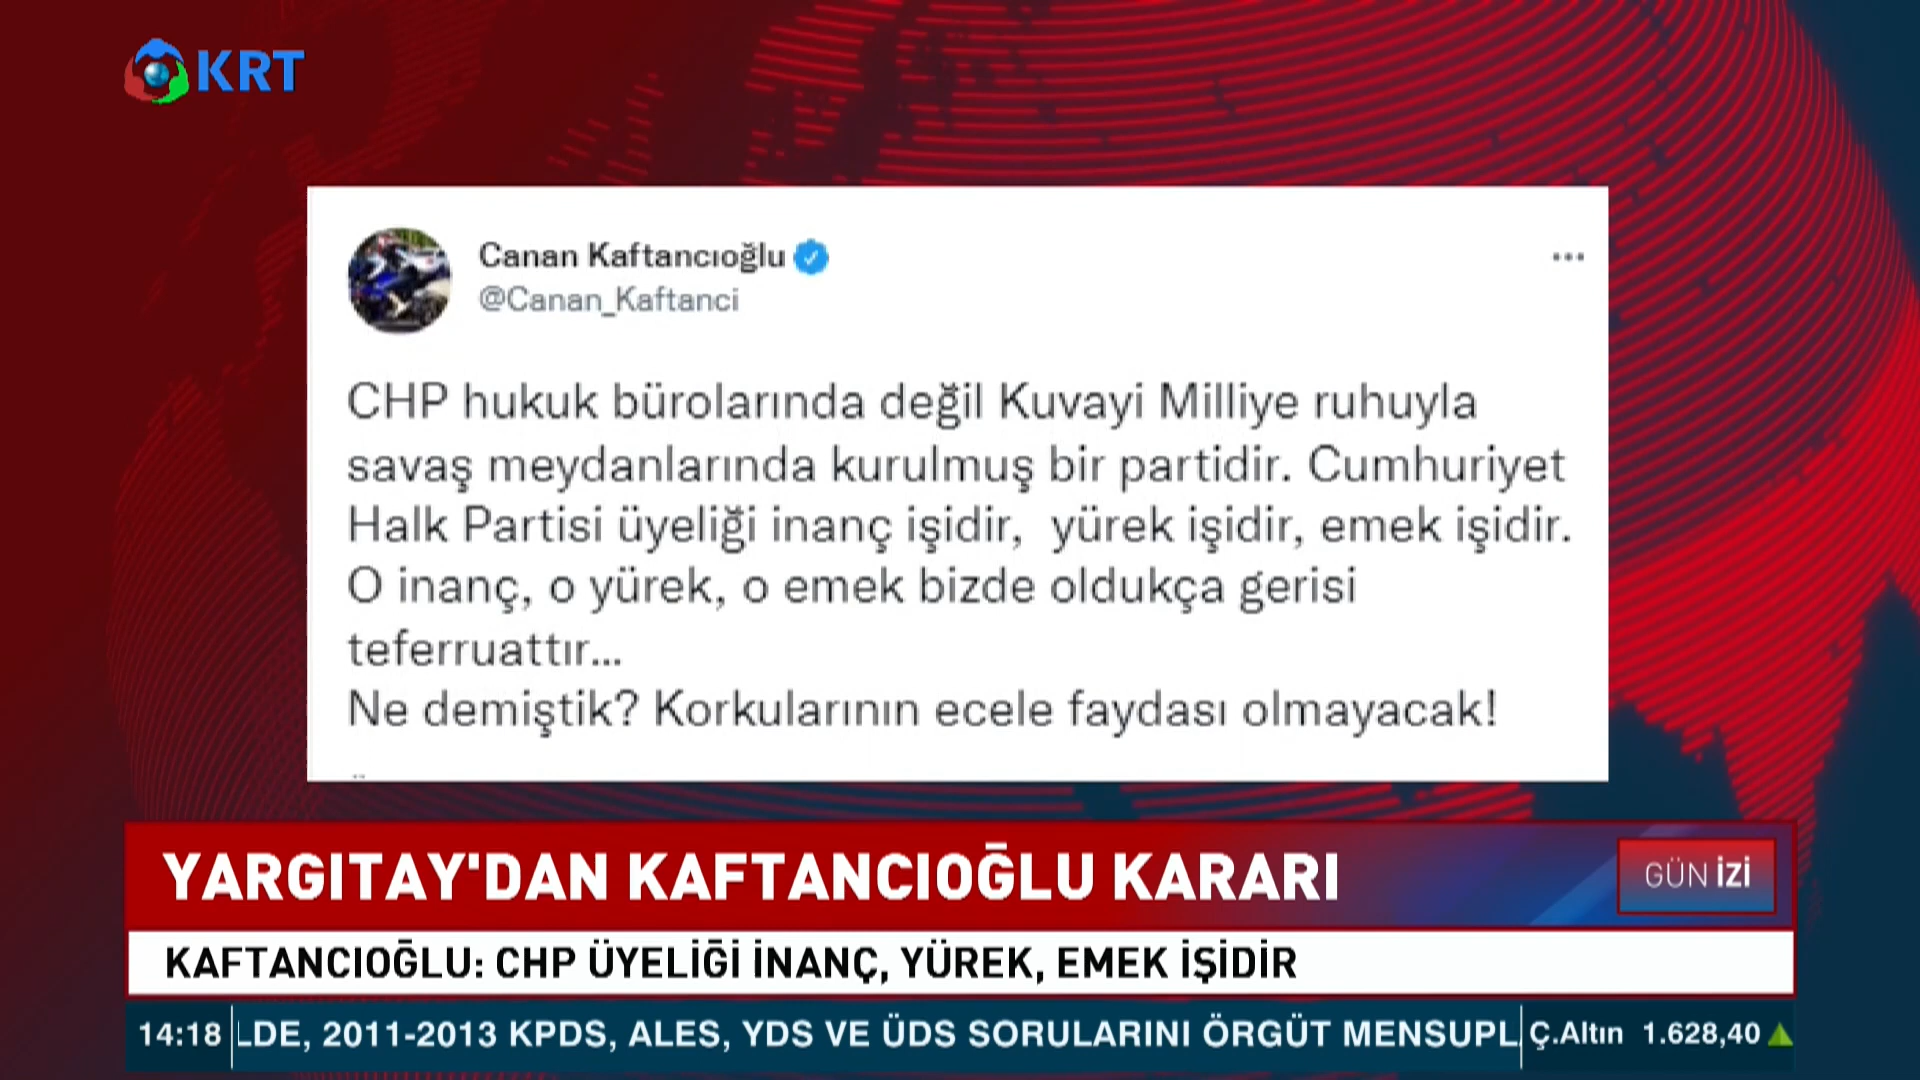 KRT
Canan Kaftancıoğlu
@Canan_Kaftanci
CHP hukuk bürolarında değil Kuvayi Milliye ruhuyla
savaş meydanlarında kurulmuş bir partidir. Cumhuriyet
Halk Partisi üyeliği inanç işidir,  yürek işidir, emek işidir.
O inanç, o yürek, o emek bizde oldukça gerisi
teferruattır...
Ne demiştik? Korkularının ecele faydası olmayacak!
YARGITAY'DAN KAFTANCIOĞLU KARARI
GÜN İZİ
KAFTANCIOĞLU: CHP ÜYELİĞİ İNANÇ, YÜREK, EMEK İŞİDİR
14:18 LDE, 2011-2013 KPDS, ALES, YDS VE ÜDS SORULARINI ÖRGÜT MENSUPL Ç.Altın 1.628,40